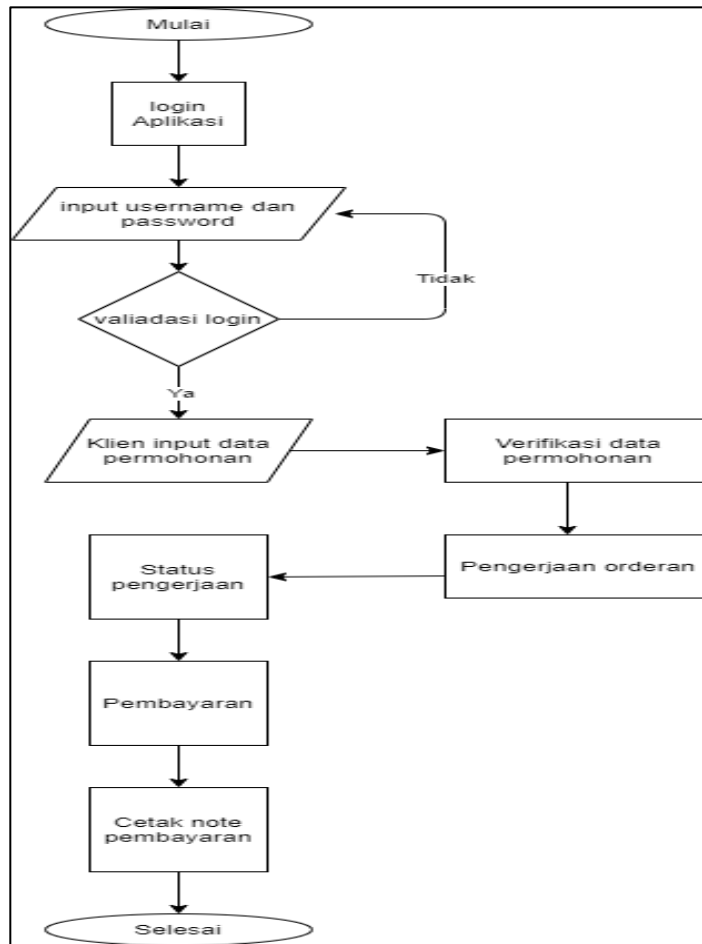 Mulai
login
Aplikasi
input username dan
password
Tidak
valiadasi login
Ya
Klien input data
permohonan
Verifikasi data
permohonan
Pengerjaan orderan
Status
pengerjaan
Pembayaran
Cetak note
pembayaran
Selesai